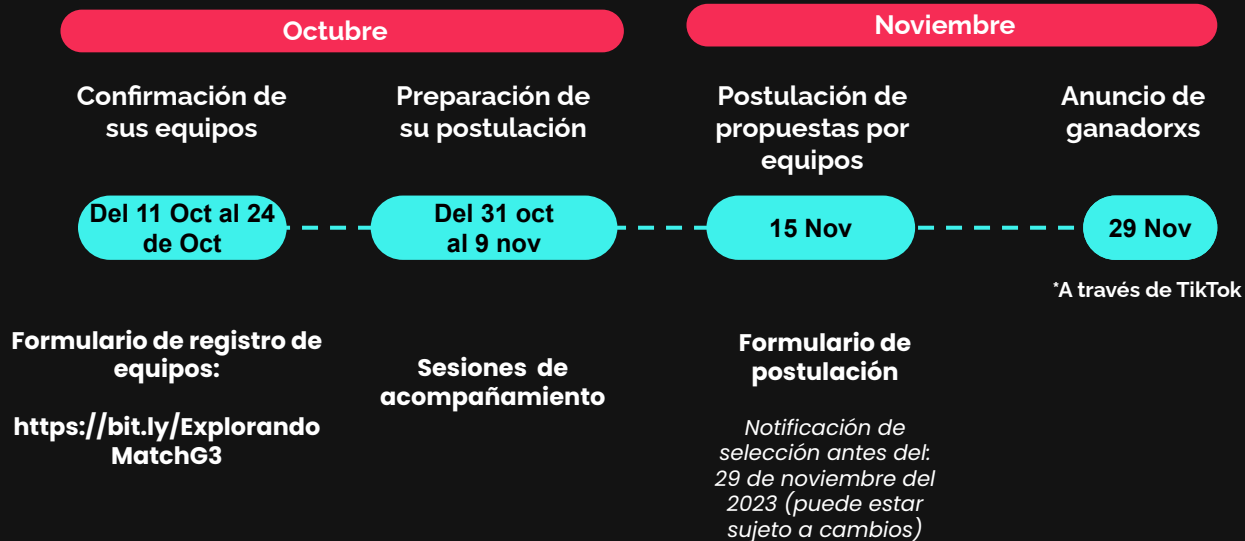 Octubre
Noviembre
Confirmación de
sus equipos
Preparación de
su postulación
Postulación de
propuestas por
equipos
Anuncio de
ganadorxs
Del 11 Oct al 24
de Oct
Del 31 oct
al 9 nov
15 Nov
29 Nov
*A través de TikTok
Formulario de registro de
equipos:
https://bit.ly/Explorando
MatchG3
Sesiones de
acompañamiento
Formulario de
postulación
Notificación de
selección antes del:
29 de noviembre del
2023 (puede estar
sujeto a cambios)